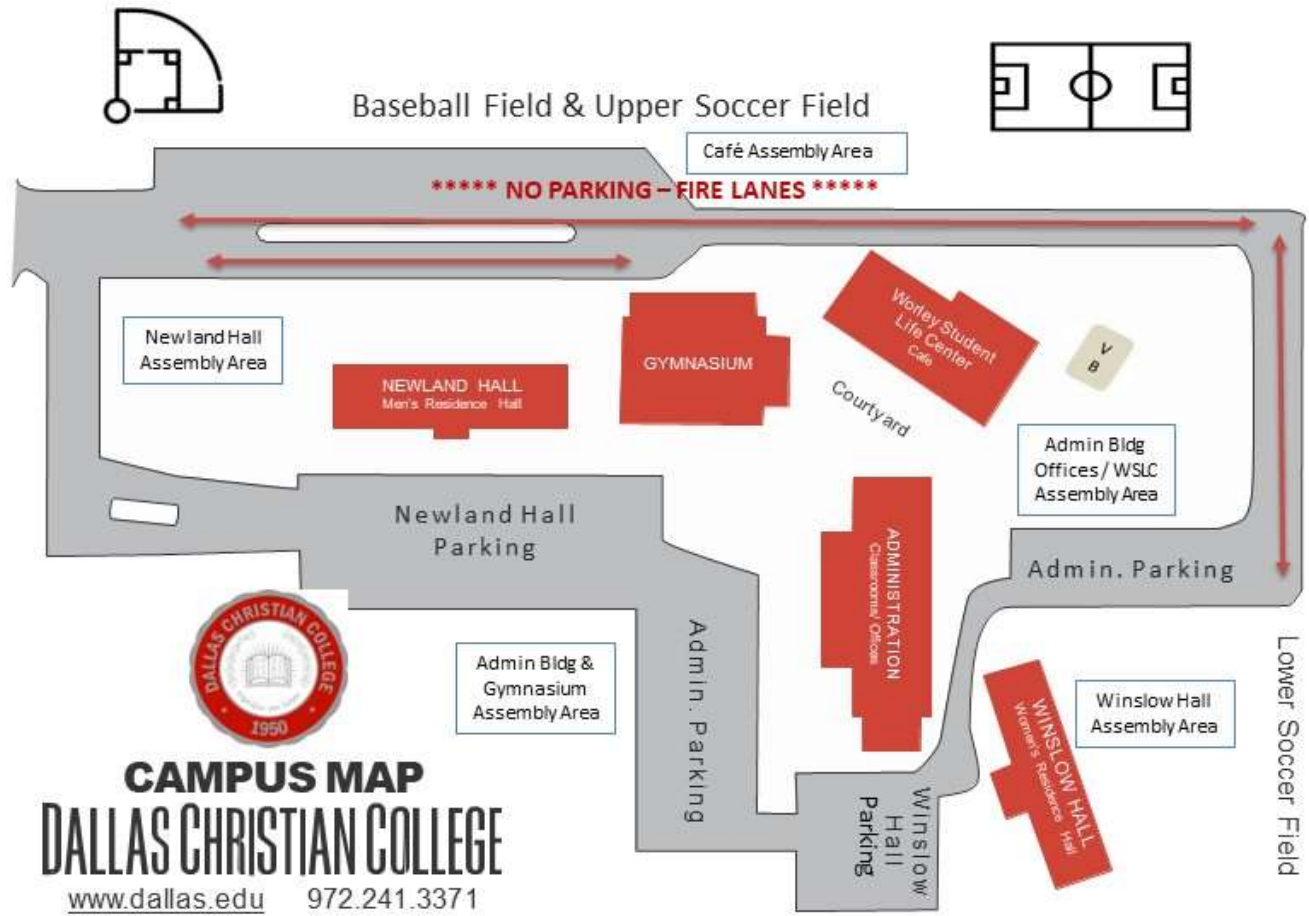 Baseball Field & Upper Soccer Field
Café Assembly Area
***** NO PARKING – FIRE LANES *****
Newland Hall
Assembly Area
NEWLAND HALL
Men's Residence Hall
GYMNASIUM
Worley Student
Life Center
Cafe
V
B
Courtyard
Admin Bldg
Offices / WSLC
Assembly Area
Newland Hall
Parking
ADMINISTRATION
Classrooms/ Offices
Admin. Parking
Admin. Parking
Admin Bldg &
Gymnasium
Assembly Area
WINSLOW HALL
Women's Residence Hall
Winslow Hall
Assembly Area
Lower Soccer Field
Winslow
Hall
Parking
DALLAS CHRISTIAN COLLEGE
1950
CAMPUS MAP
DALLAS CHRISTIAN COLLEGE
www.dallas.edu 972.241.3371